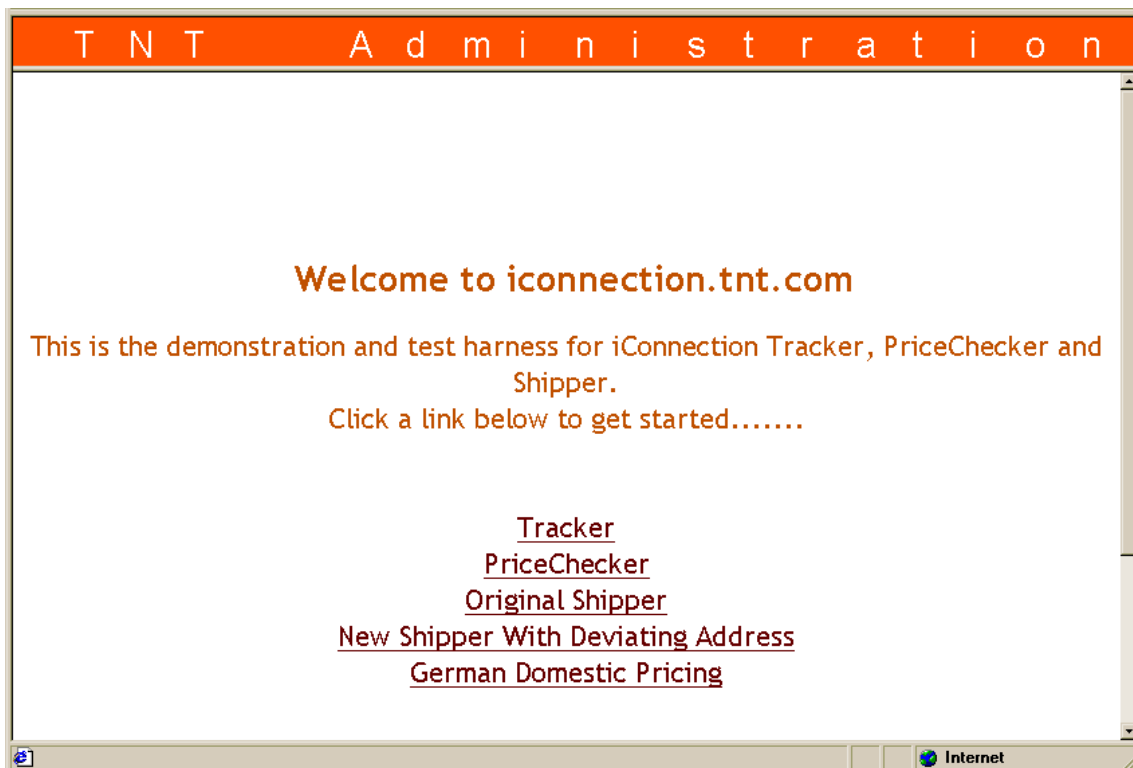 TNT Administration
Welcome to iconnection.tnt.com
This is the demonstration and test harness for iConnection Tracker, PriceChecker and
Shipper.
Click a link below to get started.......
Tracker
PriceChecker
Original Shipper
New Shipper With Deviating Address
German Domestic Pricing
Internet